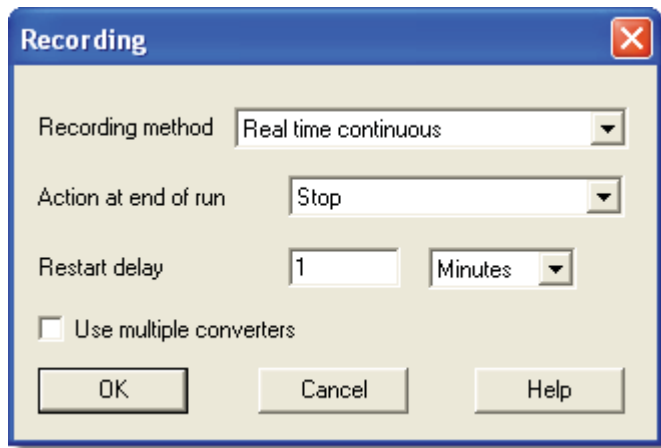 Recording
Recording method Real time continuous
Action at end of run Stop
Restart delay 1 Minutes
Use multiple converters
OK Cancel Help